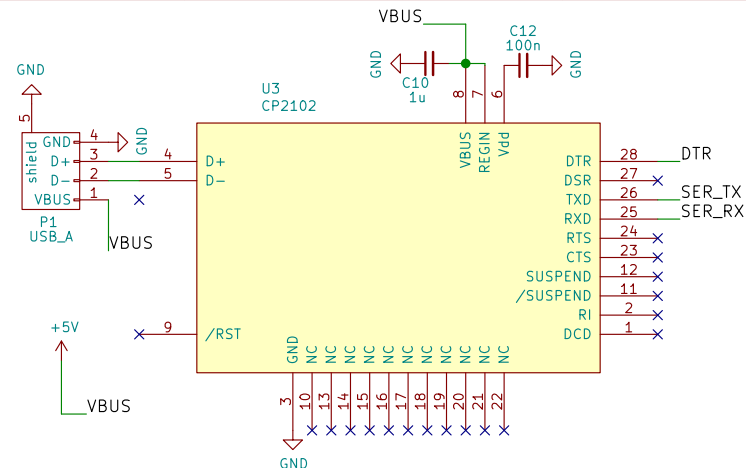 VBUS
C12
100n
GND
GND
GND
C10
1u
U3
CP2102
8
7
6
5
shield
GND
4
GND
D+
3
D-
2
VBUS
1
P1
USB_A
VBUS
4
D+
5
D-
VBUS
REGIN
Vdd
DTR
28
DTR
DSR
27
TXD
26
SER_TX
RXD
25
SER_RX
RTS
24
CTS
23
SUSPEND
12
/SUSPEND
11
RI
2
DCD
1
9
/RST
+5V
VBUS
GND
NC
NC
NC
NC
NC
NC
NC
NC
NC
NC
NC
3
10
13
14
15
16
17
18
19
20
21
22
GND